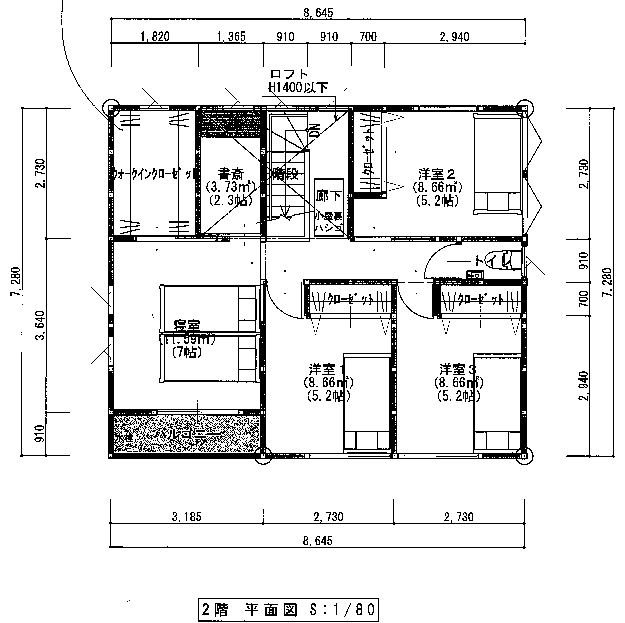 8,645
1,820
1,365
910
910
700
2,940
ロフト
H1400以下
DN
クローゼット
ウォークインクローゼット
書斎
(3.73㎡)
(2.3帖)
階段
廊下
小屋裏
ハシゴ
洋室2
(8.66㎡)
(5.2帖)
トイレ
2,730
7,280
3,640
910
2,730
910
700
7,280
2,940
寝室
(7帖)
クローゼット
クローゼット
洋室1
(8.66㎡)
(5.2帖)
洋室3
(8.66㎡)
(5.2帖)
バルコニー
3,185
2,730
2,730
8,645
2階 平面図 S:1/80